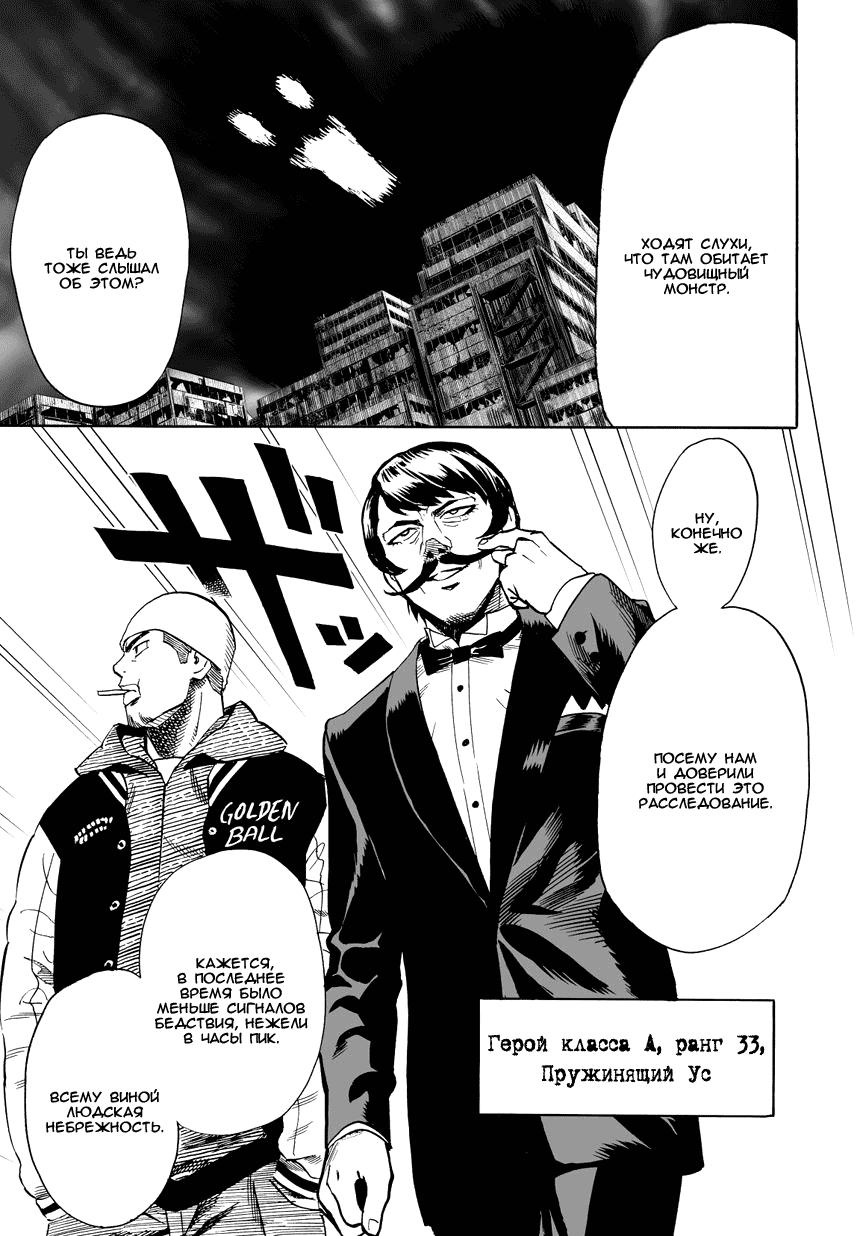 ХОДЯТ СЛУХИ,
ЧТО ТАМ ОБИТАЕТ
ЧУДОВИЩНЫЙ
МОНСТР.
ТЫ ВЕДЬ
ТОЖЕ СЛЫШАЛ
ОБ ЭТОМ?
НУ,
КОНЕЧНО
ЖЕ.
ПОСЕМУ НАМ
И ДОВЕРИЛИ
ПРОВЕСТИ ЭТО
РАССЛЕДОВАНИЕ.
ザッ
GOLDEN
BALL
КАЖЕТСЯ,
В ПОСЛЕДНЕЕ
ВРЕМЯ БЫЛО
МЕНЬШЕ СИГНАЛОВ
БЕДСТВИЯ, НЕЖЕЛИ
В ЧАСЫ ПИК.
ВСЕМУ ВИНОЙ
ЛЮДСКАЯ
НЕБРЕЖНОСТЬ.
Герой класса А, ранг 33,
Пружинящий Ус